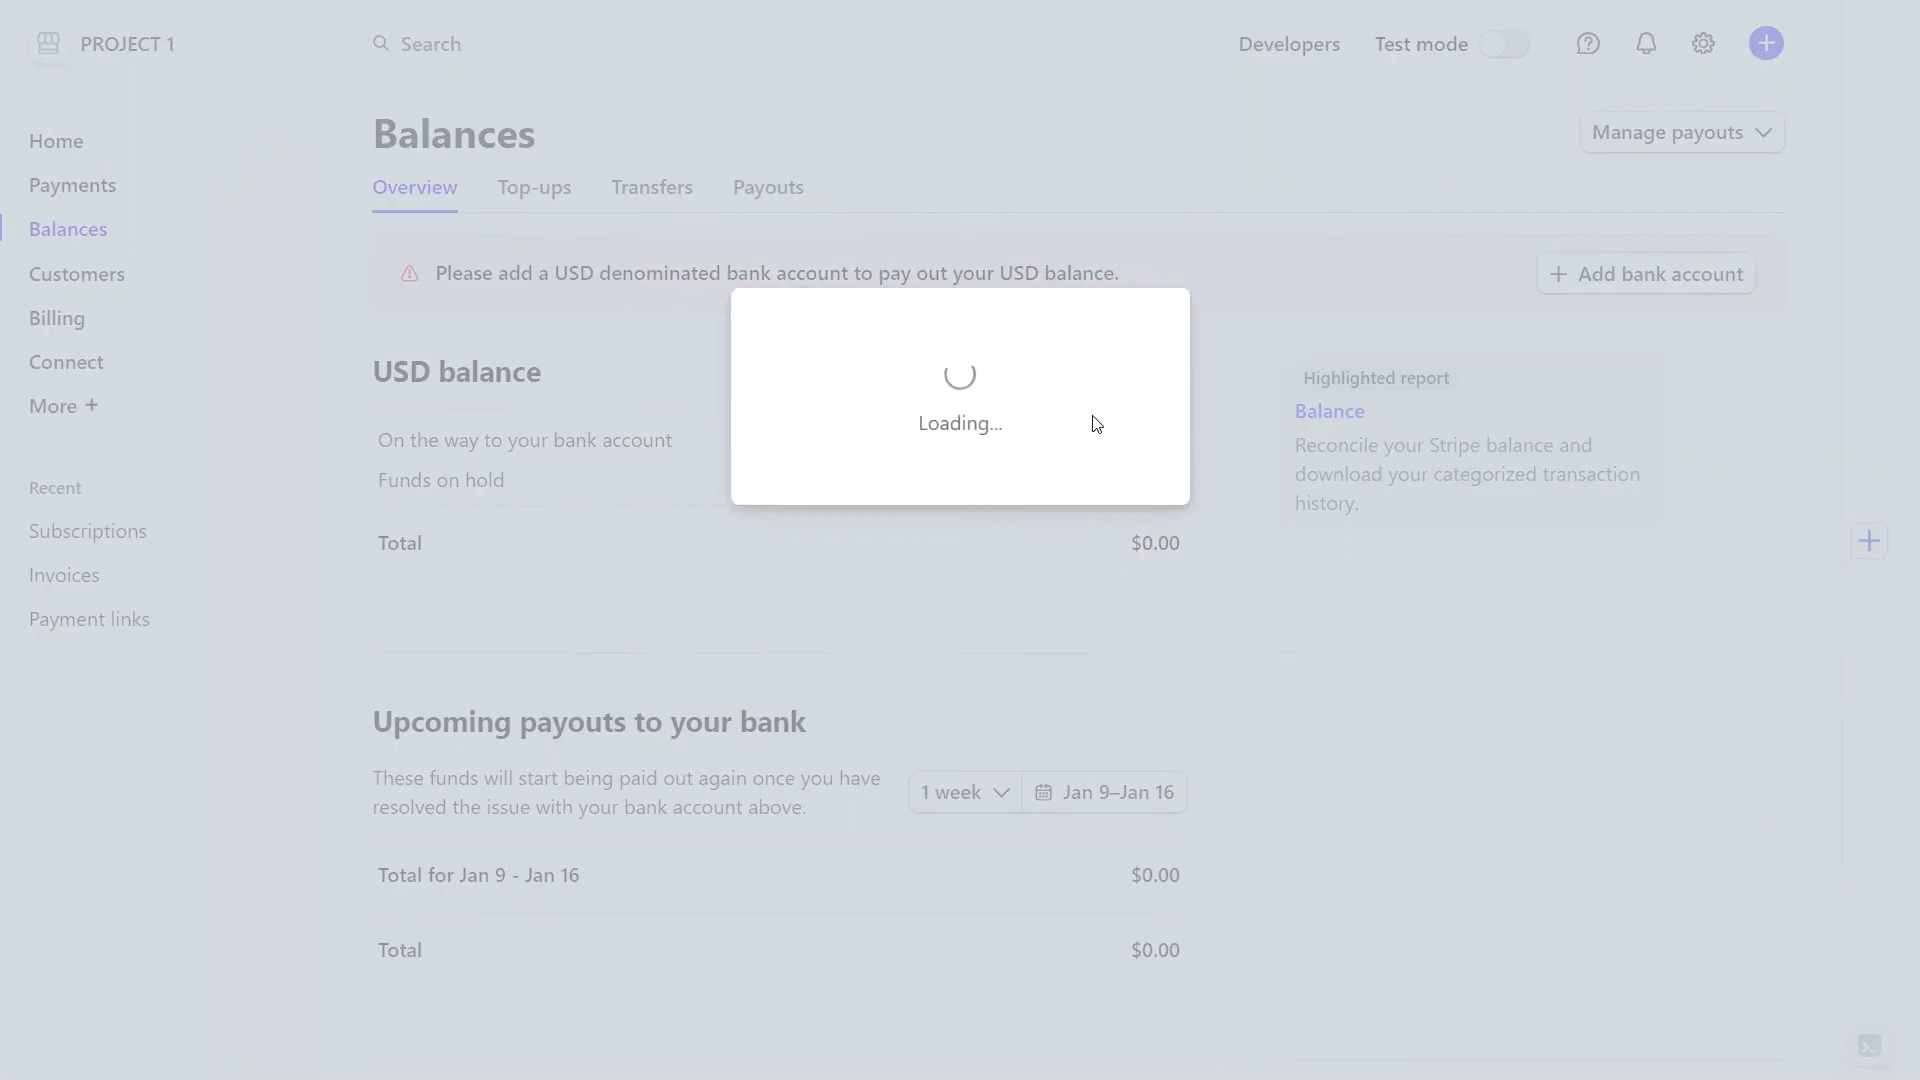 PROJECT 1
Search
Developers
Test mode
Home
Payments
Balances
Customers
Billing
Connect
More +
Recent
Subscriptions
Invoices
Payment links
Balances
Manage payouts
Overview
Top-ups
Transfers
Payouts
Please add a USD denominated bank account to pay out your USD balance.
+ Add bank account
Loading...
USD balance
On the way to your bank account
Funds on hold
Total
$0.00
Highlighted report
Balance
Reconcile your Stripe balance and
download your categorized transaction
history.
Upcoming payouts to your bank
These funds will start being paid out again once you have
resolved the issue with your bank account above.
1 week
Jan 9–Jan 16
Total for Jan 9 - Jan 16
$0.00
Total
$0.00